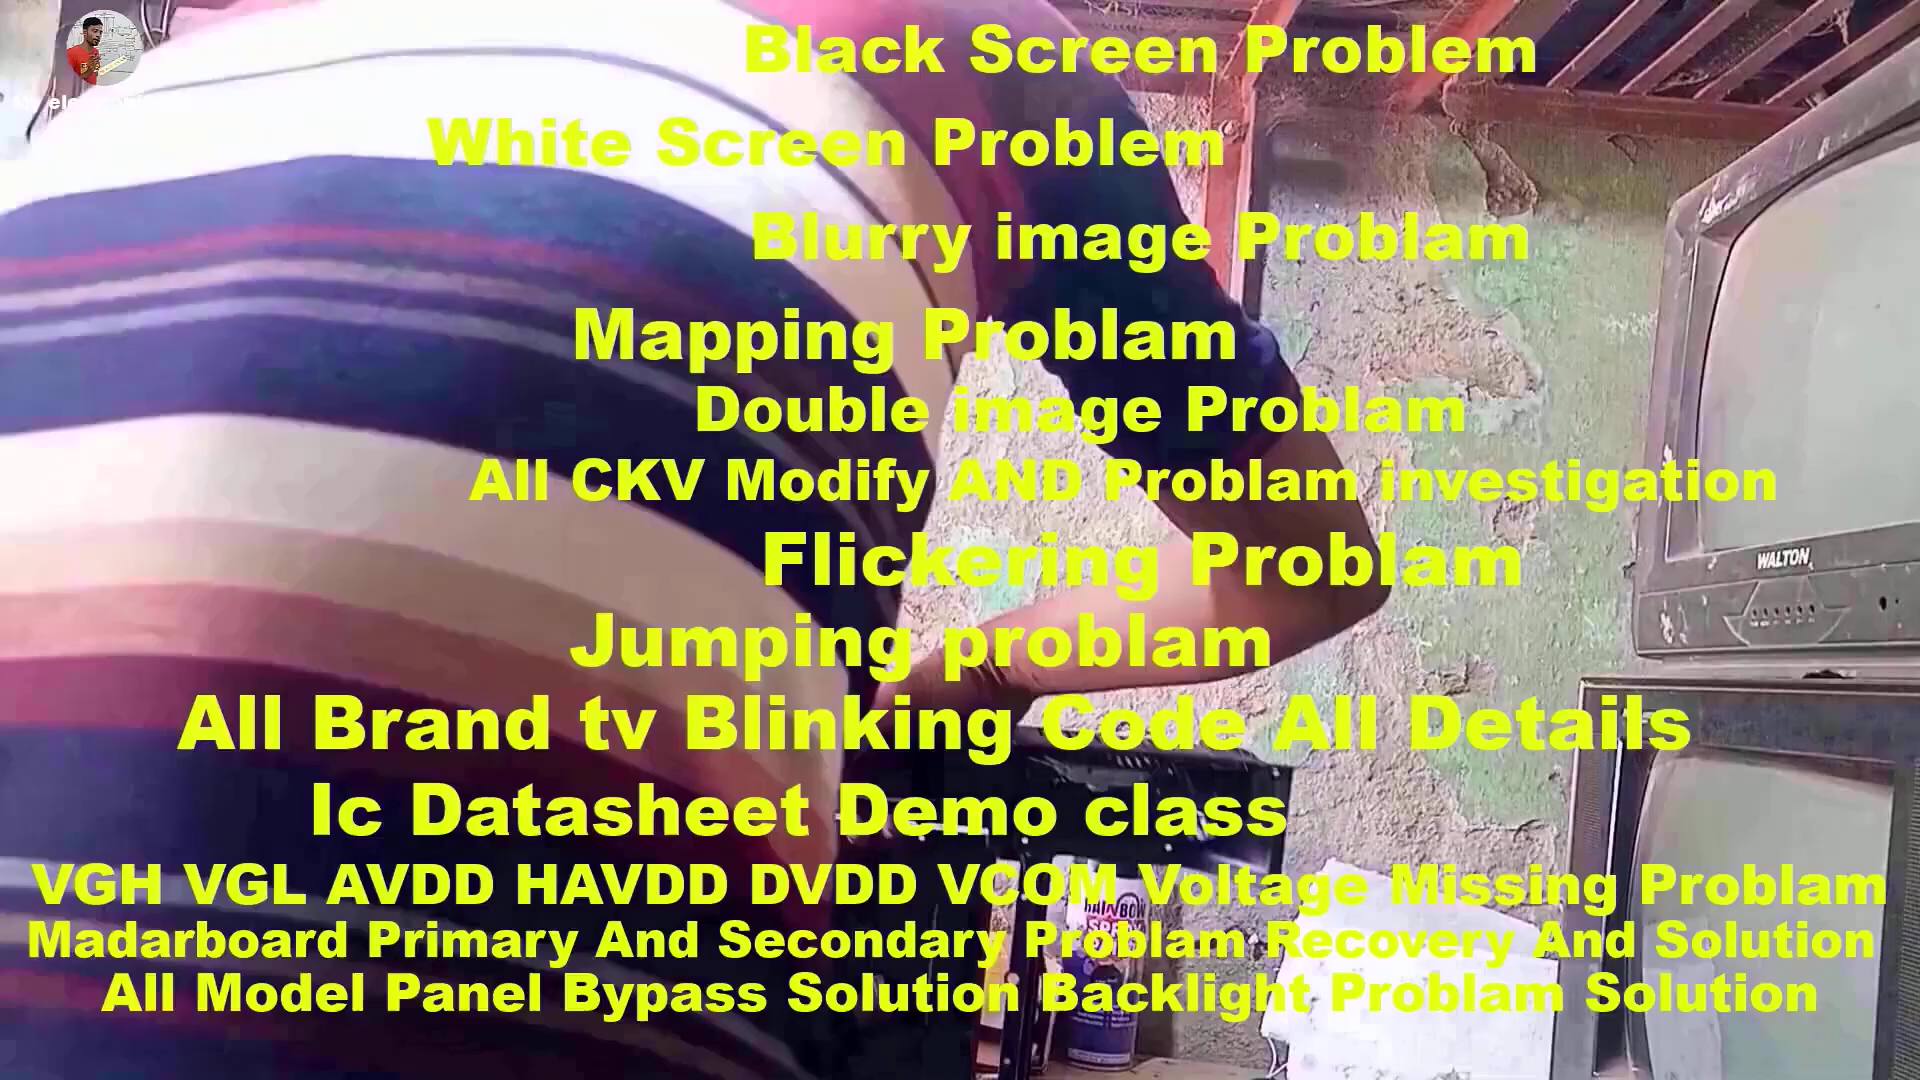 Black Screen Problem
White Screen Problem
Blurry image Problam
Mapping Problam
Double image Problam
All CKV Modify AND Problam investigation
Flickering Problam
Jumping problam
All Brand tv Blinking Code All Details
Ic Datasheet Demo class
VGH VGL AVDD HAVDD DVDD VCOM Voltage Missing Problam
Madarboard Primary And Secondary Problam Recovery And Solution
All Model Panel Bypass Solution Backlight Problam Solution
WALTON
RAINBOW